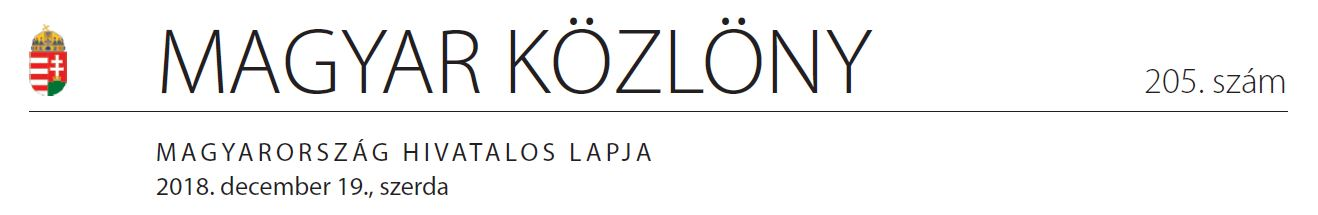 MAGYAR KÖZLÖNY
205. szám
MAGYARORSZÁG HIVATALOS LAPJA
2018. december 19., szerda